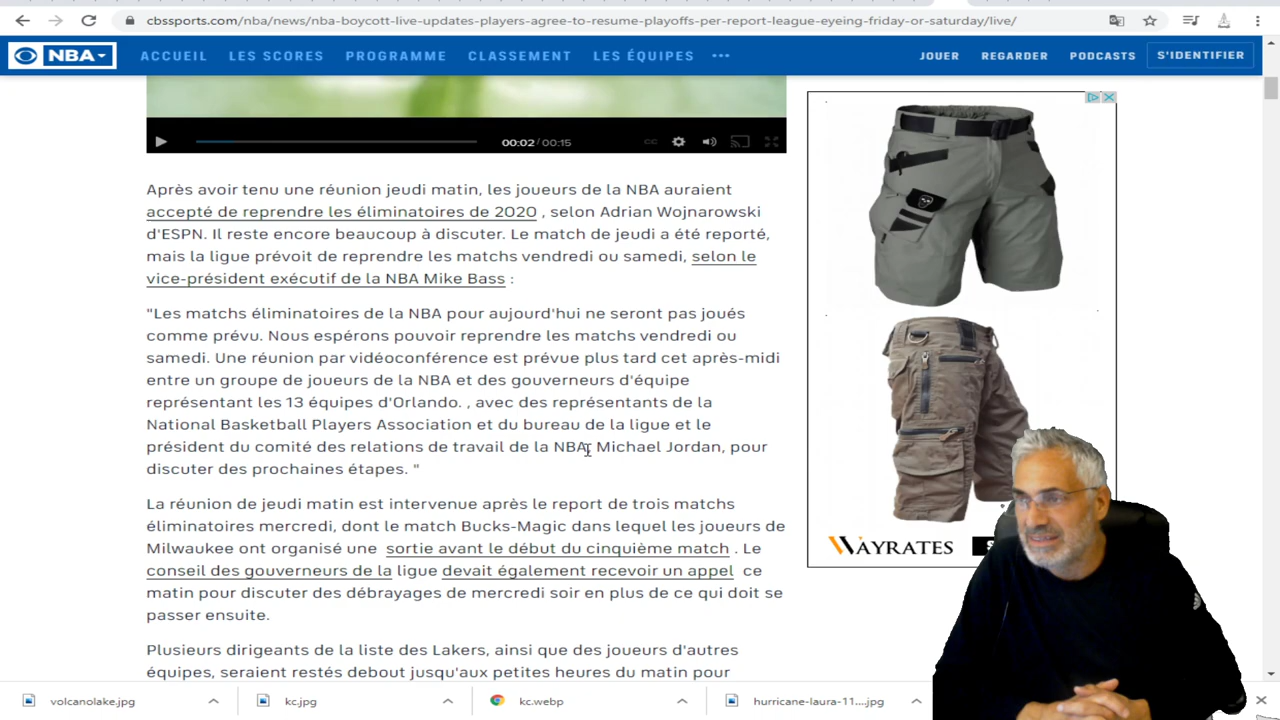 cbssports.com/nba/news/nba-boycott-live-updates-players-agree-to-resume-playoffs-per-report-league-eyeing-friday-or-saturday/live/
NBA ACCUEIL LES SCORES PROGRAMME CLASSEMENT LES ÉQUIPES ••• JOUER REGARDER PODCASTS S'IDENTIFIER
00:02 / 00:15 CC
Après avoir tenu une réunion jeudi matin, les joueurs de la NBA auraient
accepté de reprendre les éliminatoires de 2020 , selon Adrian Wojnarowski
d'ESPN. Il reste encore beaucoup à discuter. Le match de jeudi a été reporté,
mais la ligue prévoit de reprendre les matchs vendredi ou samedi, selon le
vice-président exécutif de la NBA Mike Bass :
"Les matchs éliminatoires de la NBA pour aujourd'hui ne seront pas joués
comme prévu. Nous espérons pouvoir reprendre les matchs vendredi ou
samedi. Une réunion par vidéoconférence est prévue plus tard cet après-midi
entre un groupe de joueurs de la NBA et des gouverneurs d'équipe
représentant les 13 équipes d'Orlando. , avec des représentants de la
National Basketball Players Association et du bureau de la ligue et le
président du comité des relations de travail de la NBA, Michael Jordan, pour
discuter des prochaines étapes. "
La réunion de jeudi matin est intervenue après le report de trois matchs
éliminatoires mercredi, dont le match Bucks-Magic dans lequel les joueurs de
Milwaukee ont organisé une sortie avant le début du cinquième match . Le
conseil des gouverneurs de la ligue devait également recevoir un appel ce
matin pour discuter des débrayages de mercredi soir en plus de ce qui doit se
passer ensuite.
Plusieurs dirigeants de la liste des Lakers, ainsi que des joueurs d'autres
équipes, seraient restés debout jusqu'aux petites heures du matin pour
WAYRATES
volcanolake.jpg kc.jpg kc.webp hurricane-laura-11....jpg